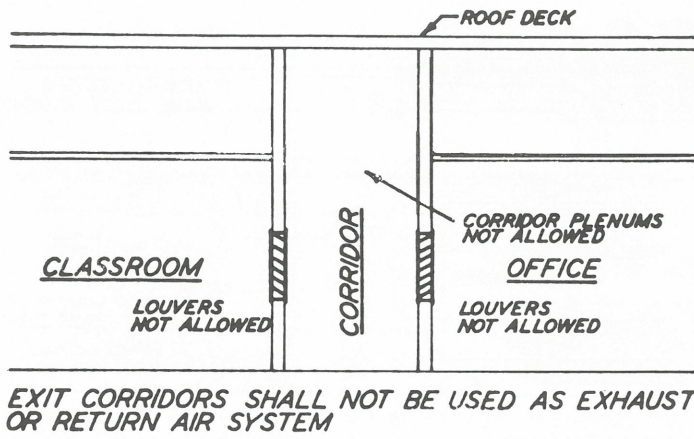 ROOF DECK
CORRIDOR PLENUMS
NOT ALLOWED
CLASSROOM
CORRIDOR
OFFICE
LOUVERS
NOT ALLOWED
LOUVERS
NOT ALLOWED
EXIT CORRIDORS SHALL NOT BE USED AS EXHAUST
OR RETURN AIR SYSTEM